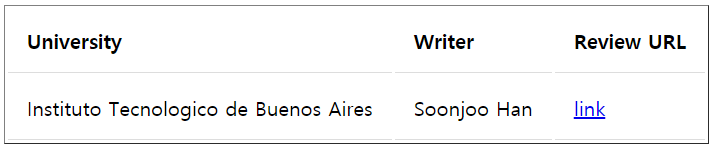 University Writer Review URL
Instituto Tecnologico de Buenos Aires Soonjoo Han link